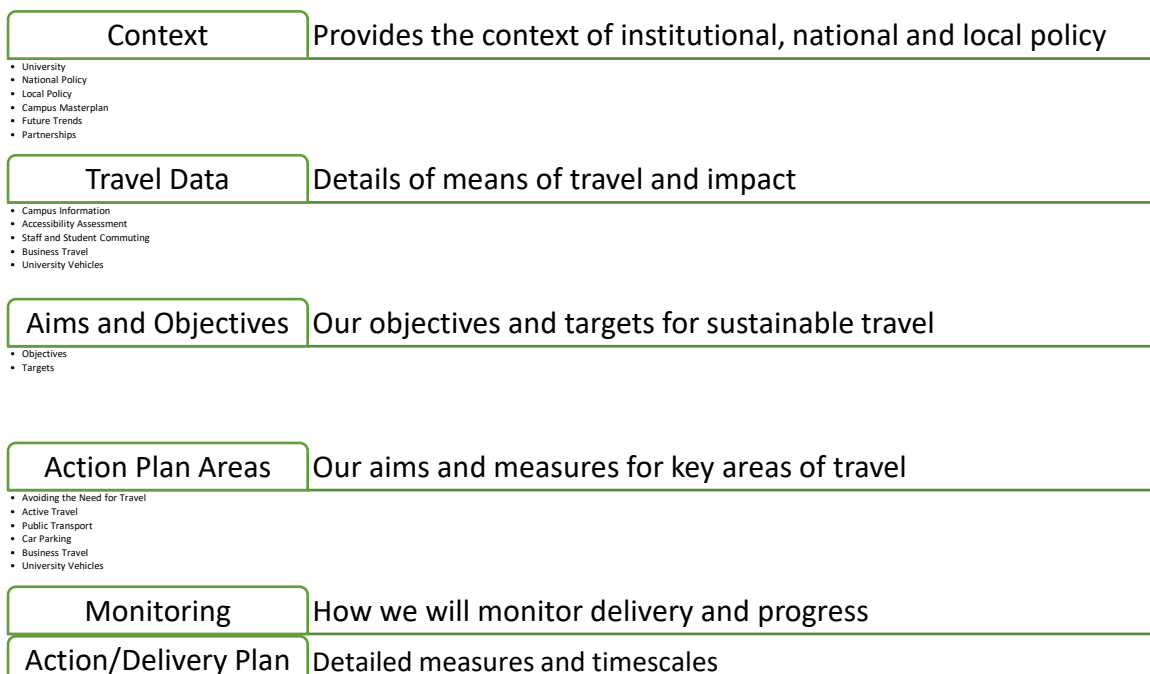 Context Provides the context of institutional, national and local policy
• University
• National Policy
• Local Policy
• Campus Masterplan
• Future Trends
• Partnerships
Travel Data Details of means of travel and impact
• Campus Information
• Accessibility Assessment
• Staff and Student Commuting
• Business Travel
• University Vehicles
Aims and Objectives Our objectives and targets for sustainable travel
• Objectives
• Targets
Action Plan Areas Our aims and measures for key areas of travel
• Avoiding the Need for Travel
• Active Travel
• Public Transport
• Car Parking
• Business Travel
• University Vehicles
Monitoring How we will monitor delivery and progress
Action/Delivery Plan Detailed measures and timescales